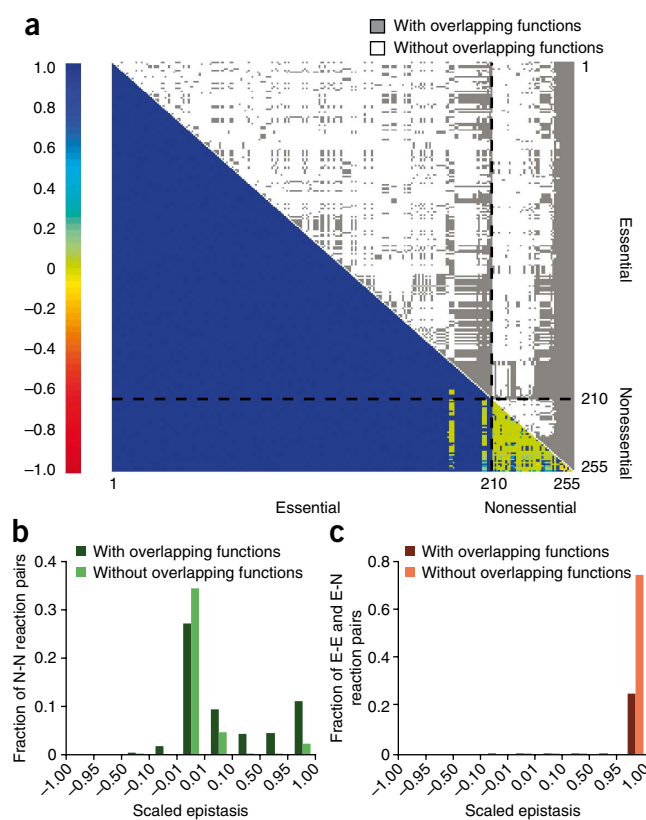 a
With overlapping functions
Without overlapping functions
1.0
0.8
0.6
0.4
0.2
0
−0.2
−0.4
−0.6
−0.8
−1.0
1
Essential
210
Nonessential
255
1
210
255
Essential
Nonessential
b
With overlapping functions
Without overlapping functions
Fraction of N-N reaction pairs
0.4
0.3
0.2
0.1
0
−1.00
−0.95
−0.50
−0.10
−0.01
0.01
0.10
0.50
0.95
1.00
Scaled epistasis
c
With overlapping functions
Without overlapping functions
Fraction of E-E and E-N
reaction pairs
0.8
0.6
0.4
0.2
0
−1.00
−0.95
−0.50
−0.10
−0.01
0.01
0.10
0.50
0.95
1.00
Scaled epistasis